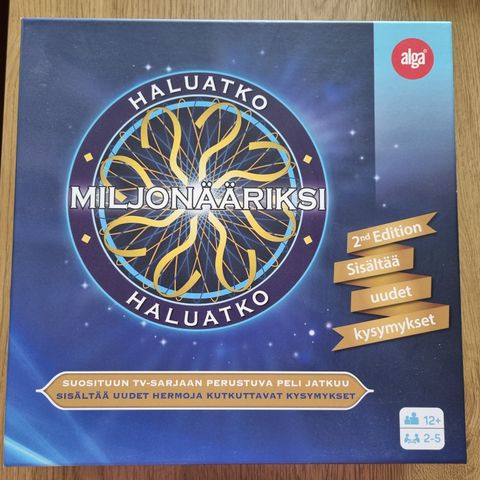 alga®
HALUATKO
MILJONÄÄRIKSI
HALUATKO
2nd Edition
Sisältää
uudet
kysymykset
SUOSITUUN TV-SARJAAN PERUSTUVA PELI JATKUU
SISÄLTÄÄ UUDET HERMOJA KUTKUTTAVAT KYSYMYKSET
12+
2-5